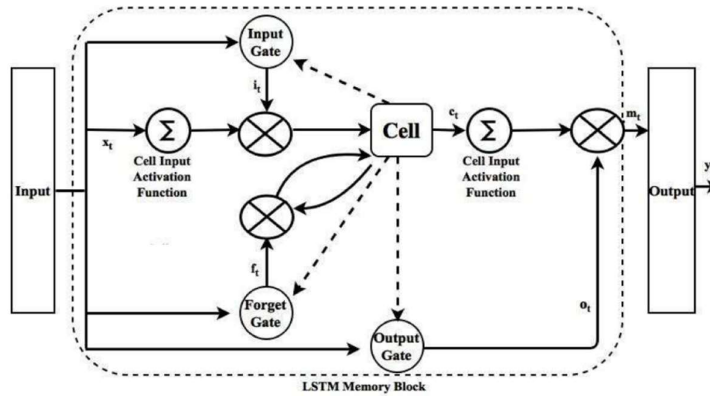 Input
Gate
i_t
c_t
m_t
Cell
Σ
Σ
x_t
Cell Input
Activation
Function
Cell Input
Activation
Function
y
Input
Output
f_t
o_t
Forget
Gate
Output
Gate
LSTM Memory Block